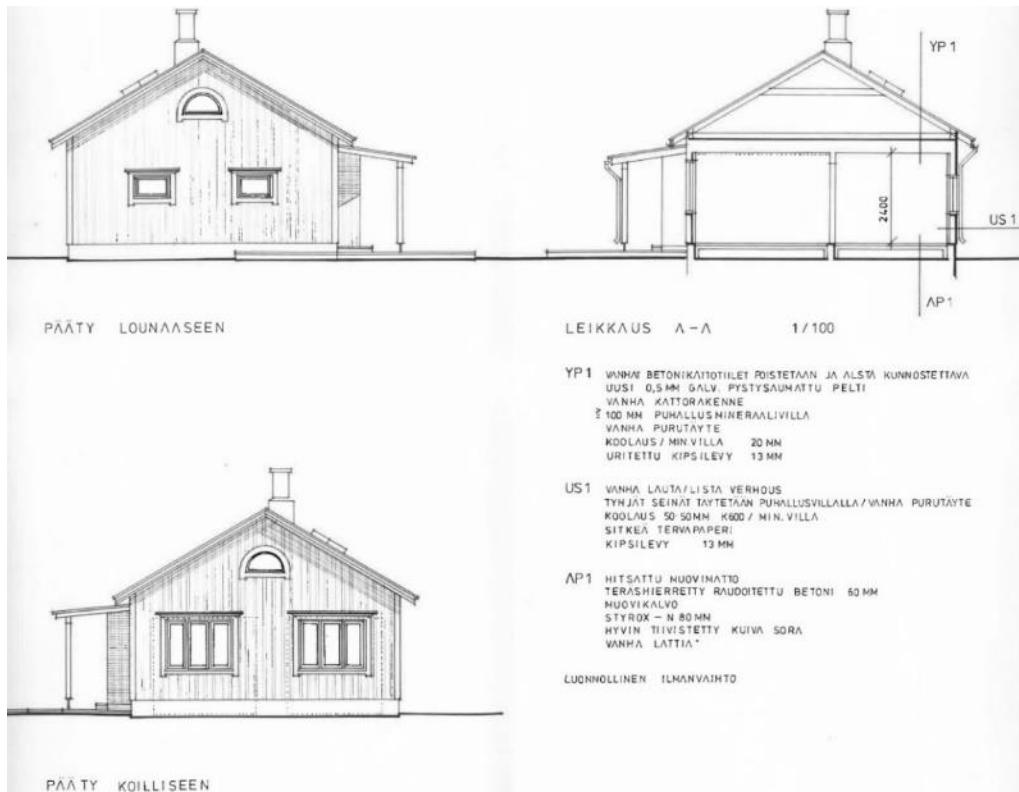 YP 1
2400
US 1
AP 1
PÄÄTY LOUNAASEEN
LEIKKAUS A-A 1/100
YP 1 VANHAT BETONIKATTOTIILET POISTETAAN JA ALSTA KUNNOSTETTAVA
UUSI 0,5 MM GALV. PYSTYSAUMATTU PELTI
VANHA KATTORAKENNE
100 MM PUHALLUSMINERAALIVILLA
VANHA PURUTÄYTE
KOOLAUS / MIN.VILLA 20 MM
URITETTU KIPSILEVY 13 MM
US 1 VANHA LAUTA/LISTA VERHOUS
TYHJÄT SEINÄT TÄYTETÄÄN PUHALLUSVILLALLA / VANHA PURUTÄYTE
KOOLAUS 50·50MM K600 / MIN. VILLA
SITKEÄ TERVAPAPERI
KIPSILEVY 13 MM
AP 1 HITSATTU MUOVIMATTO
TERÄSHIERRETTY RAUDOITETTU BETONI 60 MM
MUOVIKALVO
STYROX - N 80 MM
HYVIN TIIVISTETTY KUIVA SORA
VANHA LATTIA
LUONNOLLINEN ILMANVAIHTO
PÄÄTY KOILLISEEN